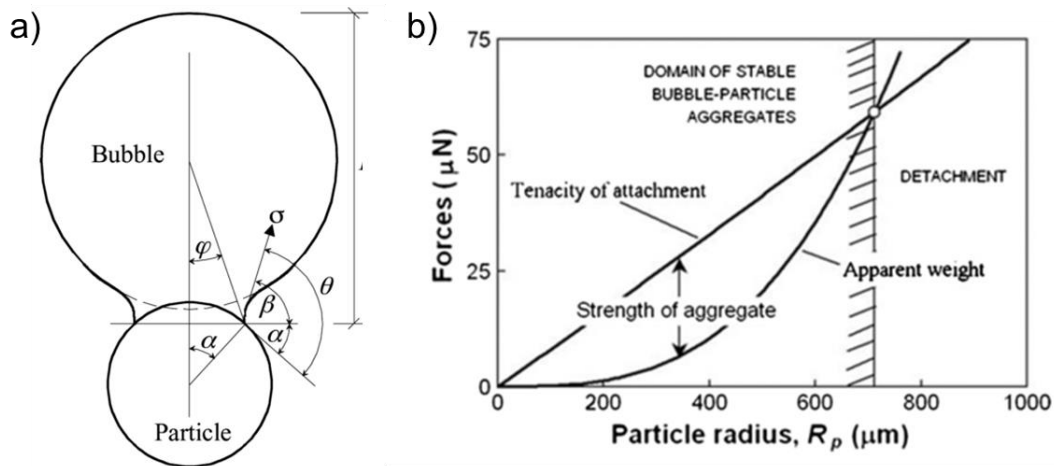 a)
Bubble
φ
σ
θ
β
α
α
Particle
b)
75
50
25
0
Forces (μN)
DOMAIN OF STABLE
BUBBLE-PARTICLE
AGGREGATES
DETACHMENT
Tenacity of attachment
Apparent weight
Strength of aggregate
0 200 400 600 800 1000
Particle radius, R_p (μm)